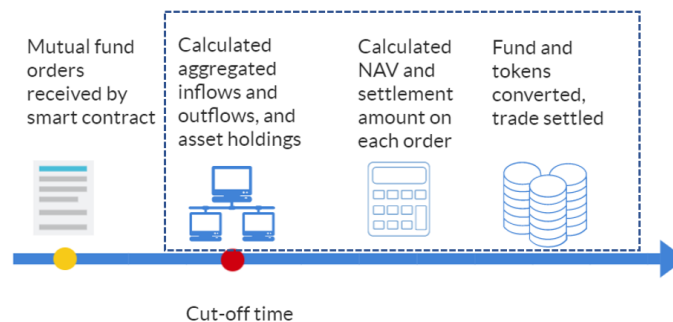 Mutual fund
orders
received by
smart contract
Calculated
aggregated
inflows and
outflows, and
asset holdings
Calculated
NAV and
settlement
amount on
each order
Fund and
tokens
converted,
trade settled
Cut-off time